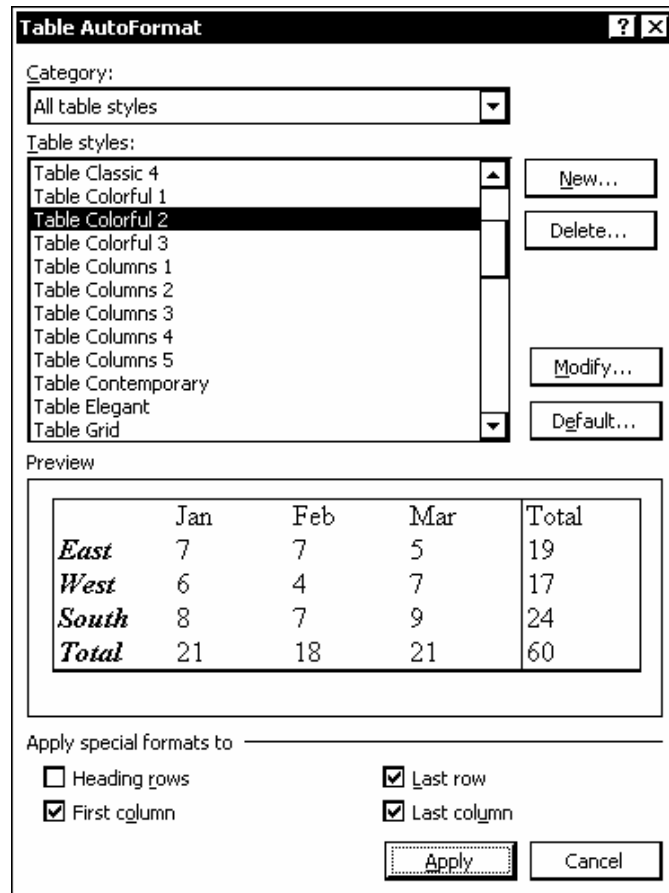 Table AutoFormat
Category:
All table styles
Table styles:
Table Classic 4
Table Colorful 1
Table Colorful 2
Table Colorful 3
Table Columns 1
Table Columns 2
Table Columns 3
Table Columns 4
Table Columns 5
Table Contemporary
Table Elegant
Table Grid
New...
Delete...
Modify...
Default...
Preview
Jan Feb Mar Total
East 7 7 5 19
West 6 4 7 17
South 8 7 9 24
Total 21 18 21 60
Apply special formats to
Heading rows Last row
First column Last column
Apply Cancel